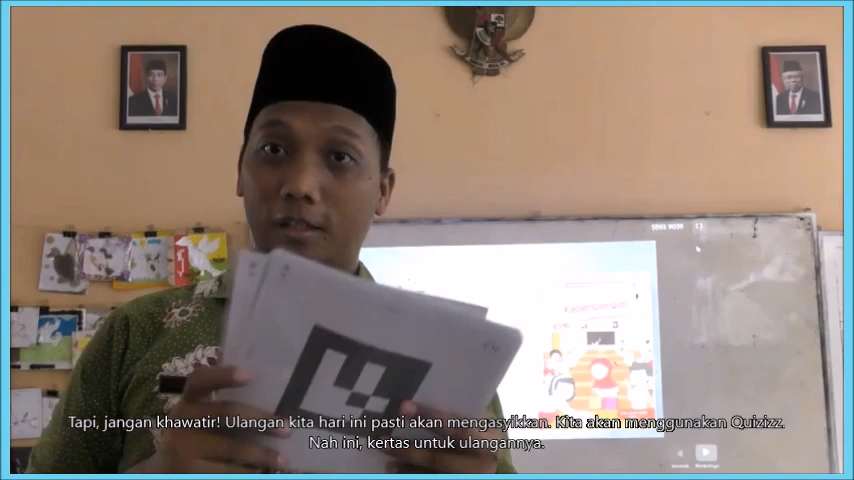 Tapi, jangan khawatir! Ulangan kita hari ini pasti akan mengasyikkan. Kita akan menggunakan Quizizz.
Nah ini, kertas untuk ulangannya.